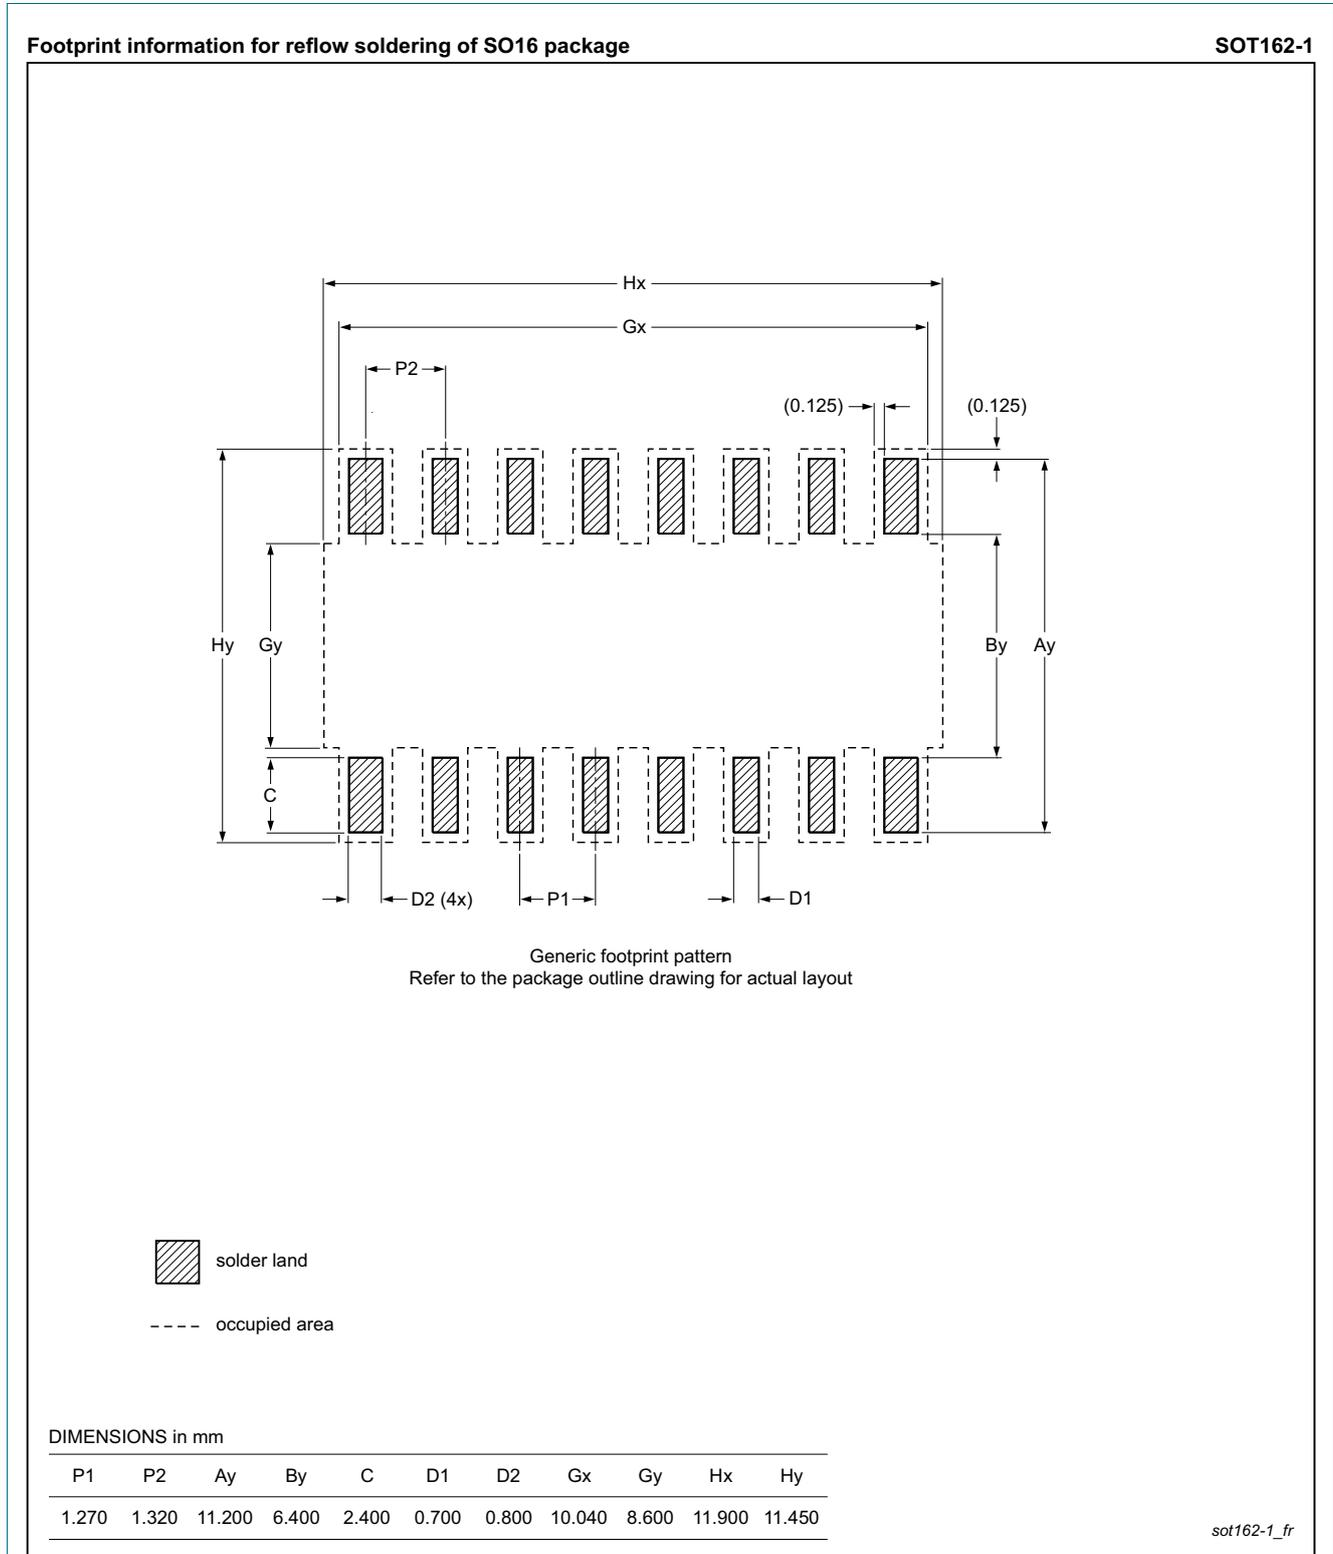 Footprint information for reflow soldering of SO16 package SOT162-1
Hx
Gx
P2
(0.125) (0.125)
Hy Gy By Ay
C
D2 (4x) P1 D1
Generic footprint pattern
Refer to the package outline drawing for actual layout
solder land
occupied area
DIMENSIONS in mm
P1 P2 Ay By C D1 D2 Gx Gy Hx Hy
1.270 1.320 11.200 6.400 2.400 0.700 0.800 10.040 8.600 11.900 11.450
sot162-1_fr